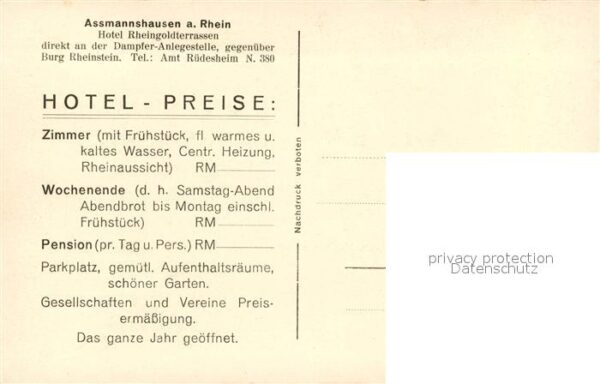 Assmannshausen a. Rhein
Hotel Rheingoldterrassen
direkt an der Dampfer-Anlegestelle, gegenüber
Burg Rheinstein. Tel.: Amt Rüdesheim N. 380
HOTEL - PREISE:
Zimmer (mit Frühstück, fl. warmes u.
kaltes Wasser, Centr. Heizung,
Rheinaussicht) RM
Wochenende (d. h. Samstag-Abend
Abendbrot bis Montag einschl.
Frühstück) RM
Pension (pr. Tag u. Pers.) RM
Parkplatz, gemütl. Aufenthaltsräume,
schöner Garten.
Gesellschaften und Vereine Preis-
ermäßigung.
Das ganze Jahr geöffnet.
Nachdruck verboten
privacy protection
Datenschutz